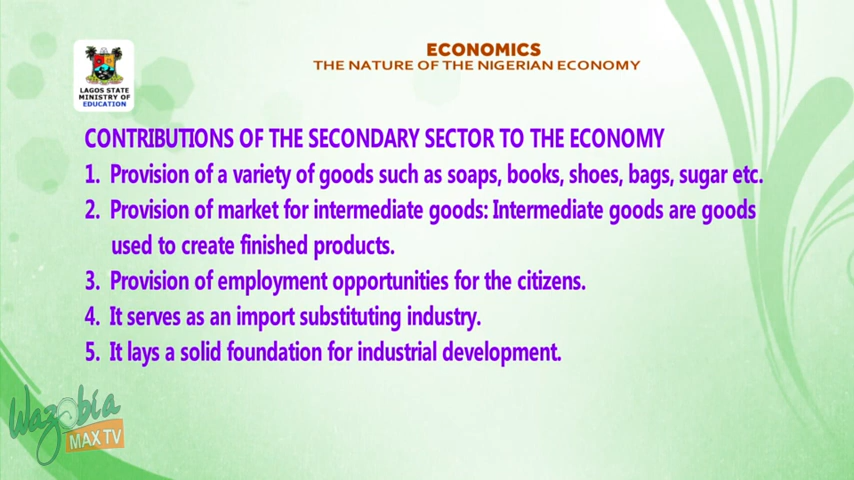 ECONOMICS
THE NATURE OF THE NIGERIAN ECONOMY
LAGOS STATE
MINISTRY OF
EDUCATION
CONTRIBUTIONS OF THE SECONDARY SECTOR TO THE ECONOMY
1. Provision of a variety of goods such as soaps, books, shoes, bags, sugar etc.
2. Provision of market for intermediate goods: Intermediate goods are goods
used to create finished products.
3. Provision of employment opportunities for the citizens.
4. It serves as an import substituting industry.
5. It lays a solid foundation for industrial development.
Wazobia
MAX TV